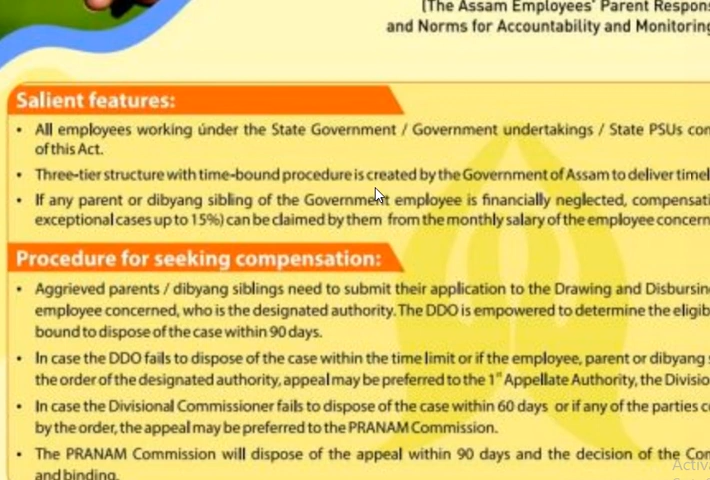 (The Assam Employees' Parent Respons
and Norms for Accountability and Monitoring
Salient features:
• All employees working under the State Government / Government undertakings / State PSUs con
of this Act.
• Three-tier structure with time-bound procedure is created by the Government of Assam to deliver timel
• If any parent or dibyang sibling of the Government employee is financially neglected, compensati
exceptional cases up to 15%) can be claimed by them from the monthly salary of the employee concern
Procedure for seeking compensation:
• Aggrieved parents / dibyang siblings need to submit their application to the Drawing and Disbursing
employee concerned, who is the designated authority. The DDO is empowered to determine the eligib
bound to dispose of the case within 90 days.
• In case the DDO fails to dispose of the case within the time limit or if the employee, parent or dibyang s
the order of the designated authority, appeal may be preferred to the 1st Appellate Authority, the Divisio
• In case the Divisional Commissioner fails to dispose of the case within 60 days or if any of the parties c
by the order, the appeal may be preferred to the PRANAM Commission.
• The PRANAM Commission will dispose of the appeal within 90 days and the decision of the Com
and binding.
Activa